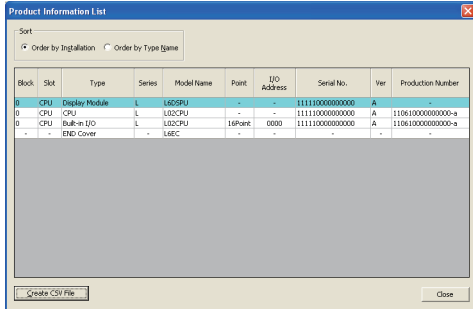 Product Information List
Sort
Order by Installation Order by Type Name
Block Slot Type Series Model Name Point I/O Address Serial No. Ver Production Number
0 CPU Display Module L L6DSPU - - 111110000000000 A -
0 CPU CPU L L02CPU - - 111110000000000 A 110610000000000-a
0 CPU Built-in I/O L L02CPU 16Point 0000 111110000000000 A 110610000000000-a
- - END Cover - L6EC - - - - -
Create CSV File Close